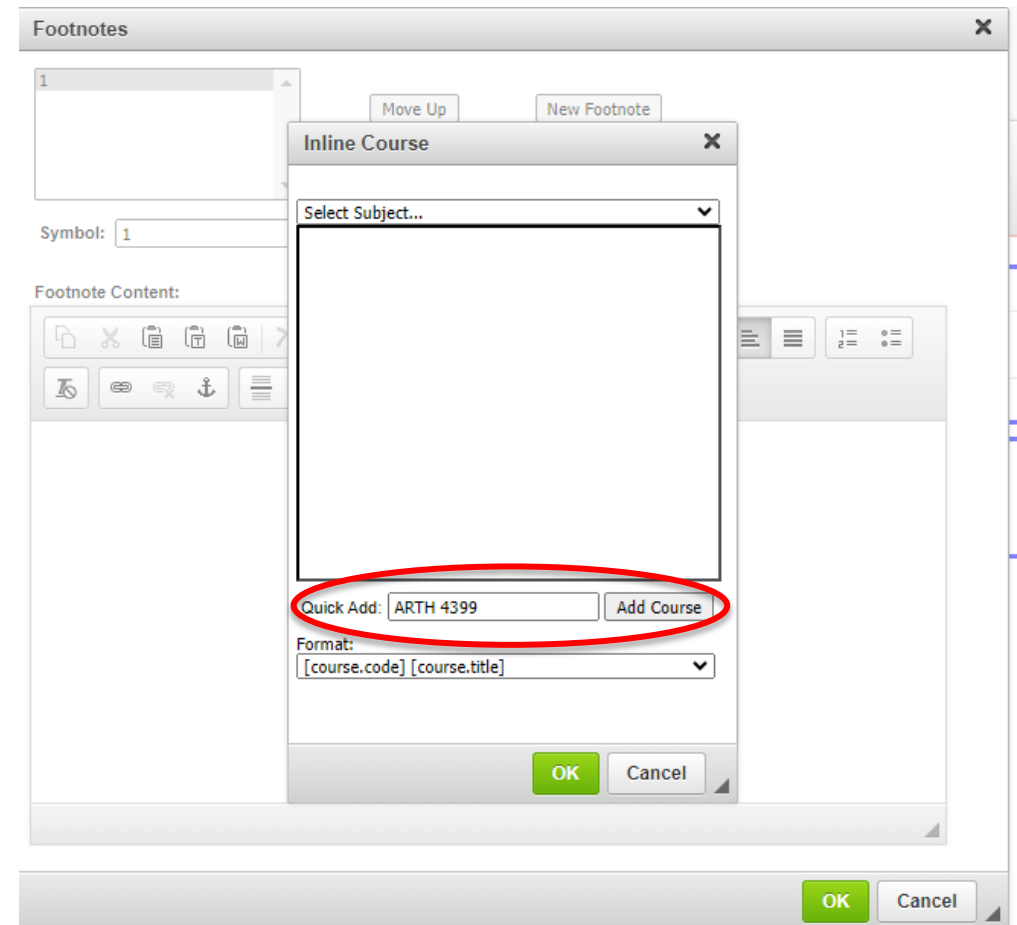 Footnotes
1
Move Up
New Footnote
Inline Course
Select Subject...
Symbol: 1
Footnote Content:
Quick Add: ARTH 4399 Add Course
Format:
[course.code] [course.title]
OK Cancel
OK Cancel